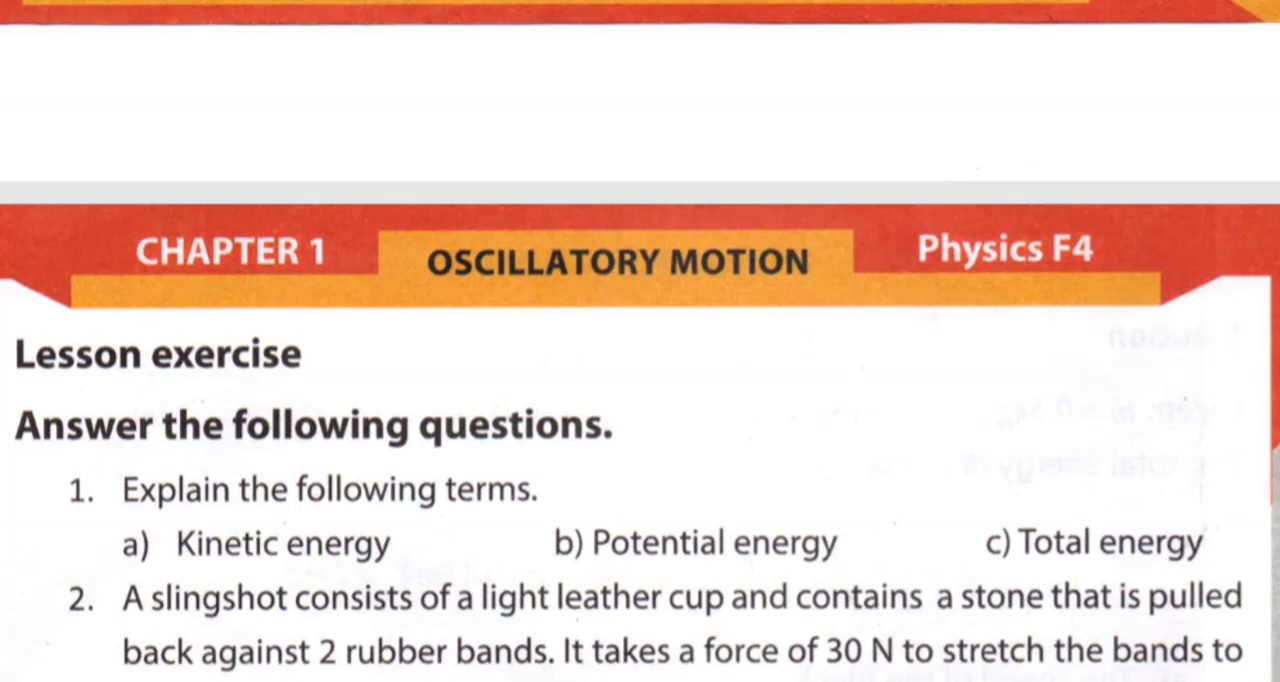 CHAPTER 1 OSCILLATORY MOTION Physics F4
Lesson exercise
Answer the following questions.
1. Explain the following terms.
a) Kinetic energy b) Potential energy c) Total energy
2. A slingshot consists of a light leather cup and contains a stone that is pulled
back against 2 rubber bands. It takes a force of 30 N to stretch the bands to